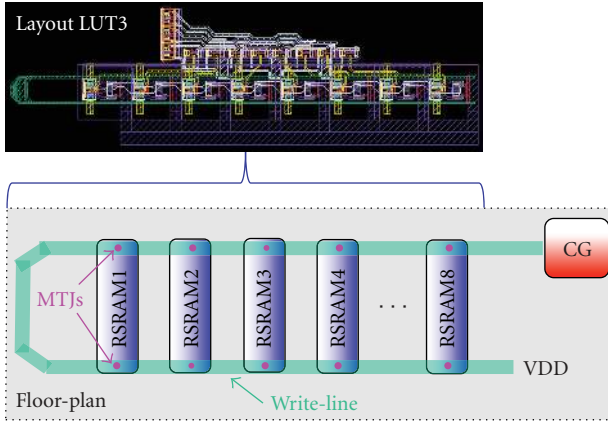 Layout LUT3
CG
RSRAM1
RSRAM2
RSRAM3
RSRAM4
. . .
RSRAM8
MTJs
VDD
Floor-plan
Write-line